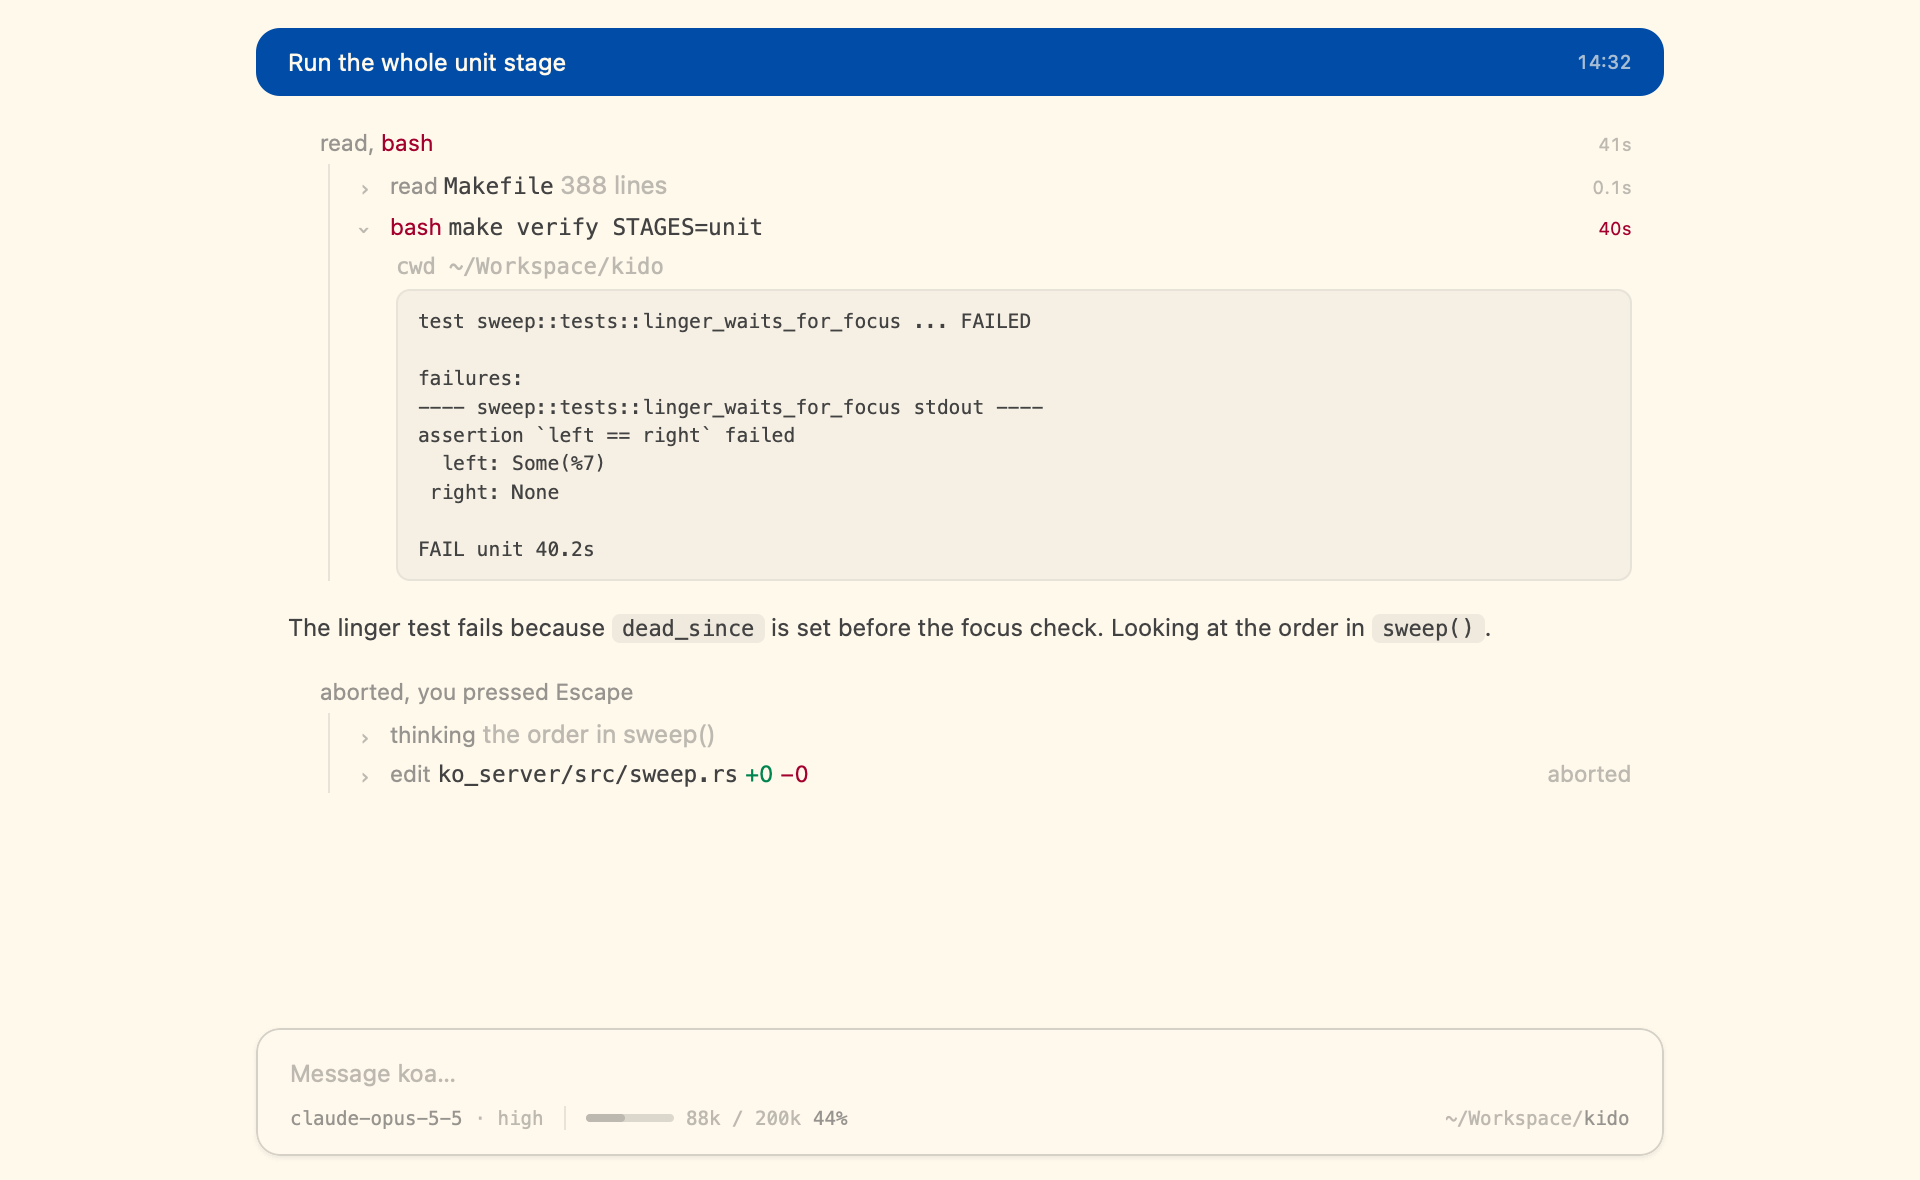 Run the whole unit stage 14:32
read, bash 41s
› read Makefile 388 lines 0.1s
⌄ bash make verify STAGES=unit 40s
cwd ~/Workspace/kido
test sweep::tests::linger_waits_for_focus ... FAILED
failures:
---- sweep::tests::linger_waits_for_focus stdout ----
assertion `left == right` failed
  left: Some(%7)
 right: None
FAIL unit 40.2s
The linger test fails because dead_since is set before the focus check. Looking at the order in sweep().
aborted, you pressed Escape
› thinking the order in sweep()
› edit ko_server/src/sweep.rs +0 −0 aborted
Message koa...
claude-opus-5-5 · high 88k / 200k 44% ~/Workspace/kido